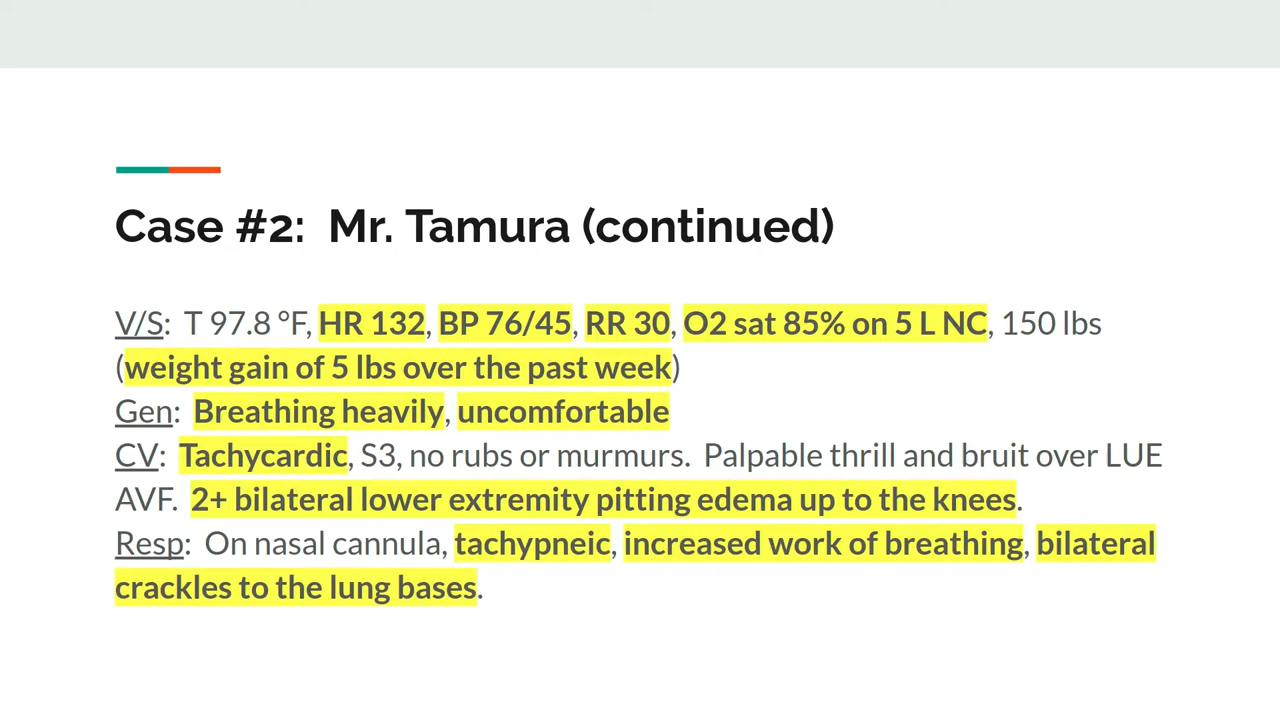 Case #2:  Mr. Tamura (continued)
V/S:  T 97.8 °F, HR 132, BP 76/45, RR 30, O2 sat 85% on 5 L NC, 150 lbs
(weight gain of 5 lbs over the past week)
Gen:  Breathing heavily, uncomfortable
CV:  Tachycardic, S3, no rubs or murmurs.  Palpable thrill and bruit over LUE
AVF.  2+ bilateral lower extremity pitting edema up to the knees.
Resp:  On nasal cannula, tachypneic, increased work of breathing, bilateral
crackles to the lung bases.